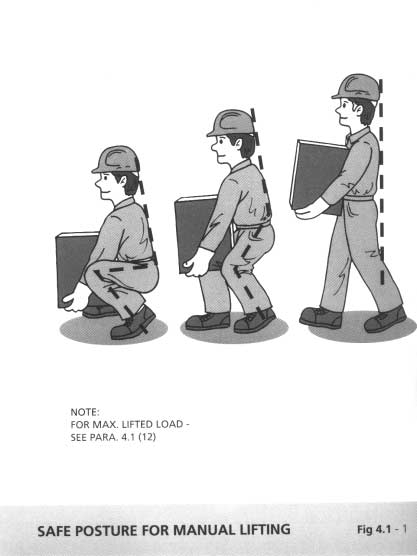 NOTE:
FOR MAX. LIFTED LOAD -
SEE PARA. 4.1 (12)
SAFE POSTURE FOR MANUAL LIFTING
Fig 4.1 - 1